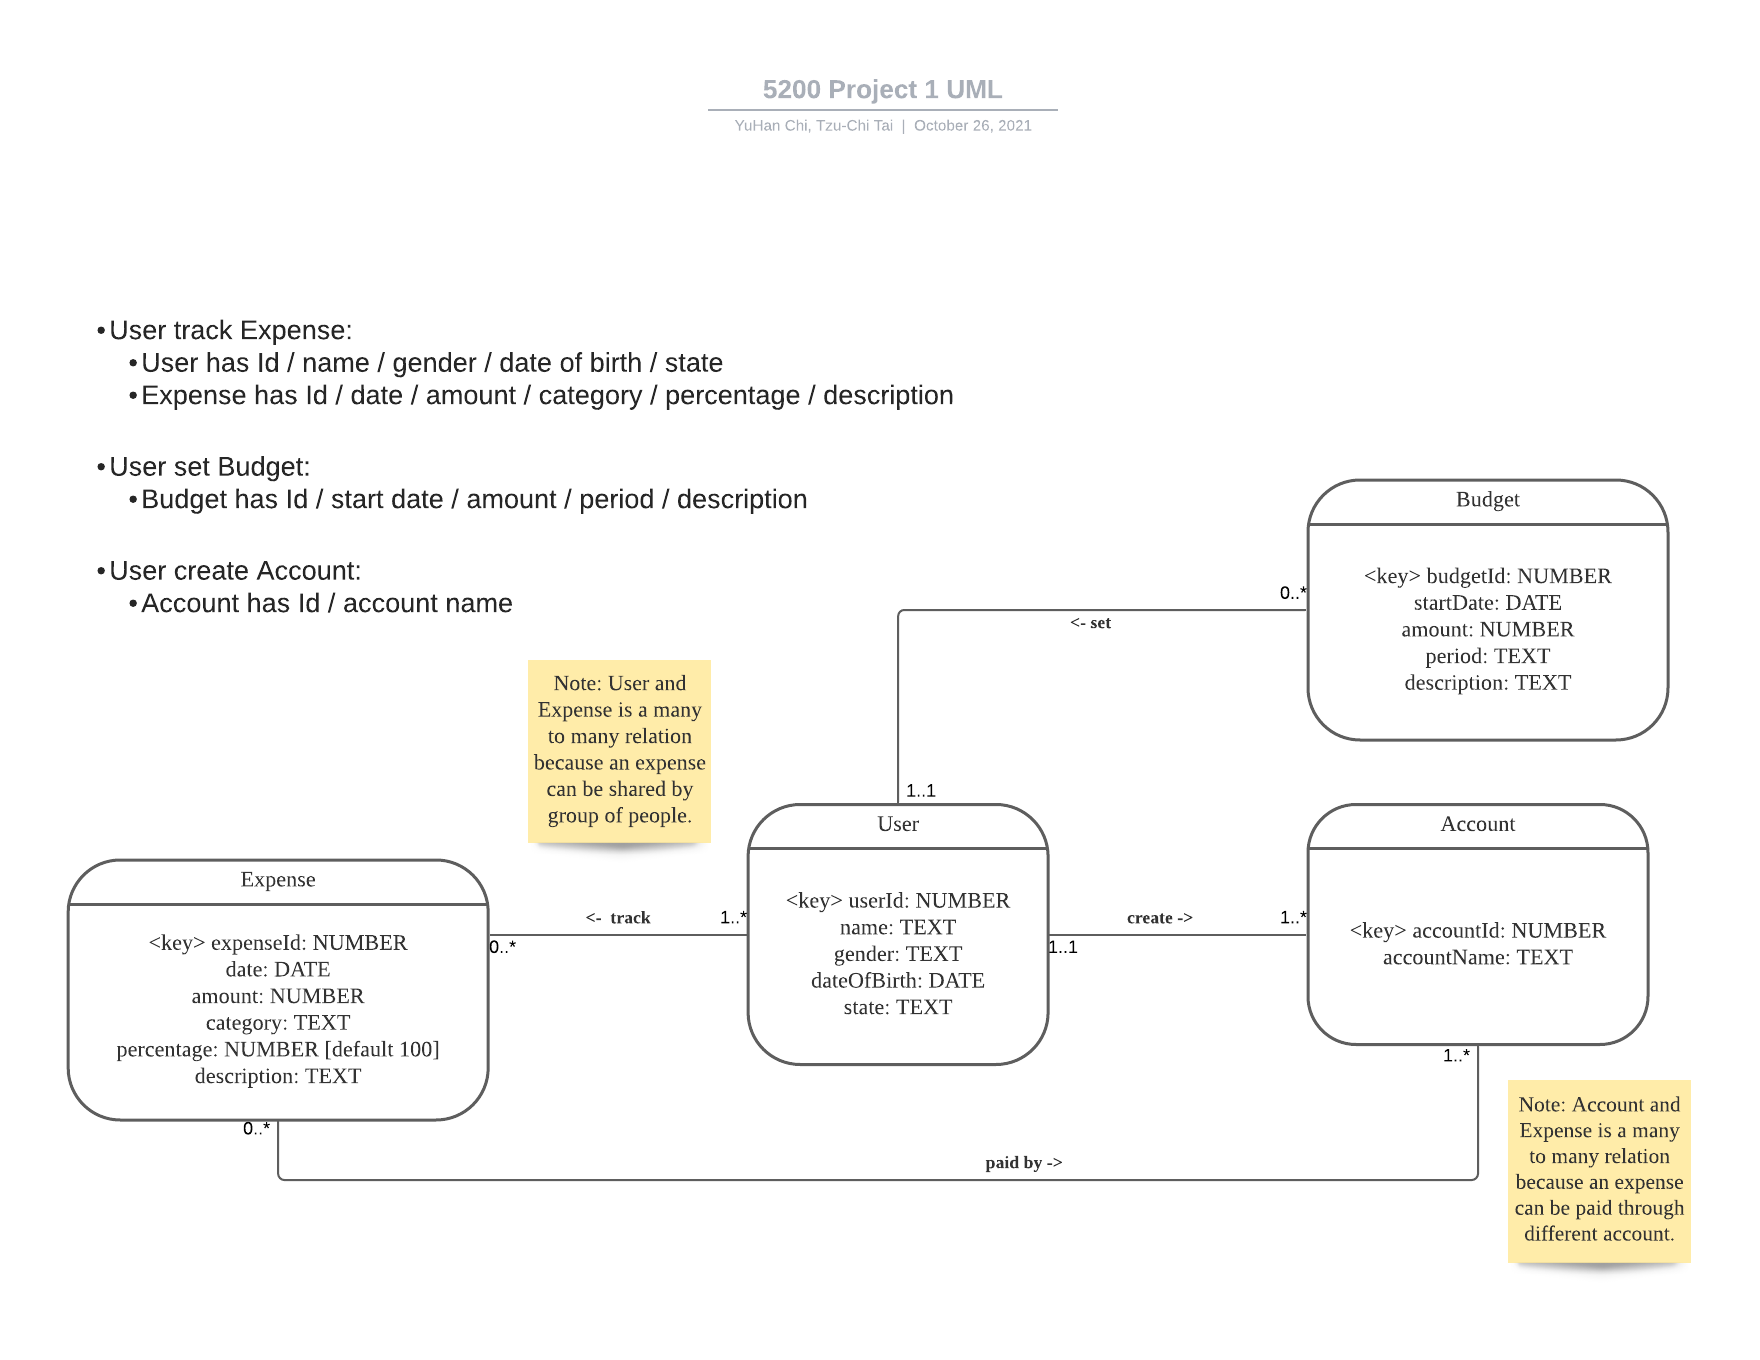 5200 Project 1 UML
YuHan Chi, Tzu-Chi Tai | October 26, 2021
•User track Expense:
•User has Id / name / gender / date of birth / state
•Expense has Id / date / amount / category / percentage / description
•User set Budget:
•Budget has Id / start date / amount / period / description
•User create Account:
•Account has Id / account name
Budget
<key> budgetId: NUMBER
startDate: DATE
amount: NUMBER
period: TEXT
description: TEXT
0..*
<- set
1..1
Note: User and
Expense is a many
to many relation
because an expense
can be shared by
group of people.
User
<key> userId: NUMBER
name: TEXT
gender: TEXT
dateOfBirth: DATE
state: TEXT
Account
<key> accountId: NUMBER
accountName: TEXT
Expense
<key> expenseId: NUMBER
date: DATE
amount: NUMBER
category: TEXT
percentage: NUMBER [default 100]
description: TEXT
<- track
1..*
0..*
create ->
1..*
1..1
1..*
0..*
paid by ->
Note: Account and
Expense is a many
to many relation
because an expense
can be paid through
different account.